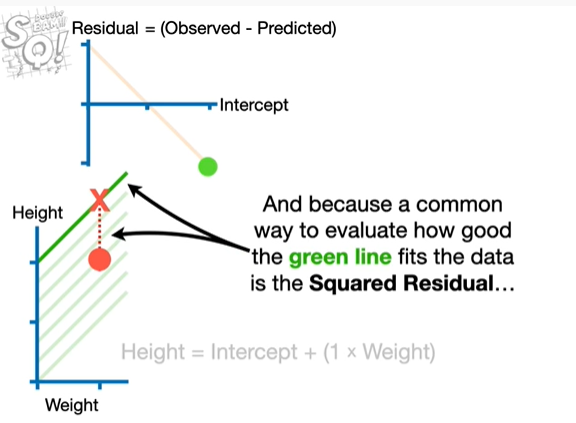 Residual = (Observed - Predicted)
Intercept
Height
And because a common
way to evaluate how good
the green line fits the data
is the Squared Residual...
Height = Intercept + (1 x Weight)
Weight